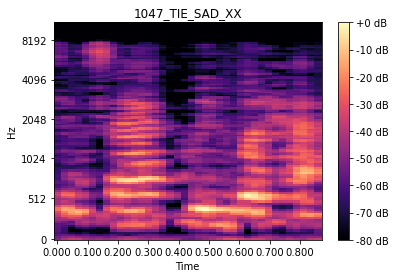 1047_TIE_SAD_XX
8192
4096
2048
1024
512
0
Hz
0.000 0.100 0.200 0.300 0.400 0.500 0.600 0.700 0.800
Time
+0 dB
-10 dB
-20 dB
-30 dB
-40 dB
-50 dB
-60 dB
-70 dB
-80 dB